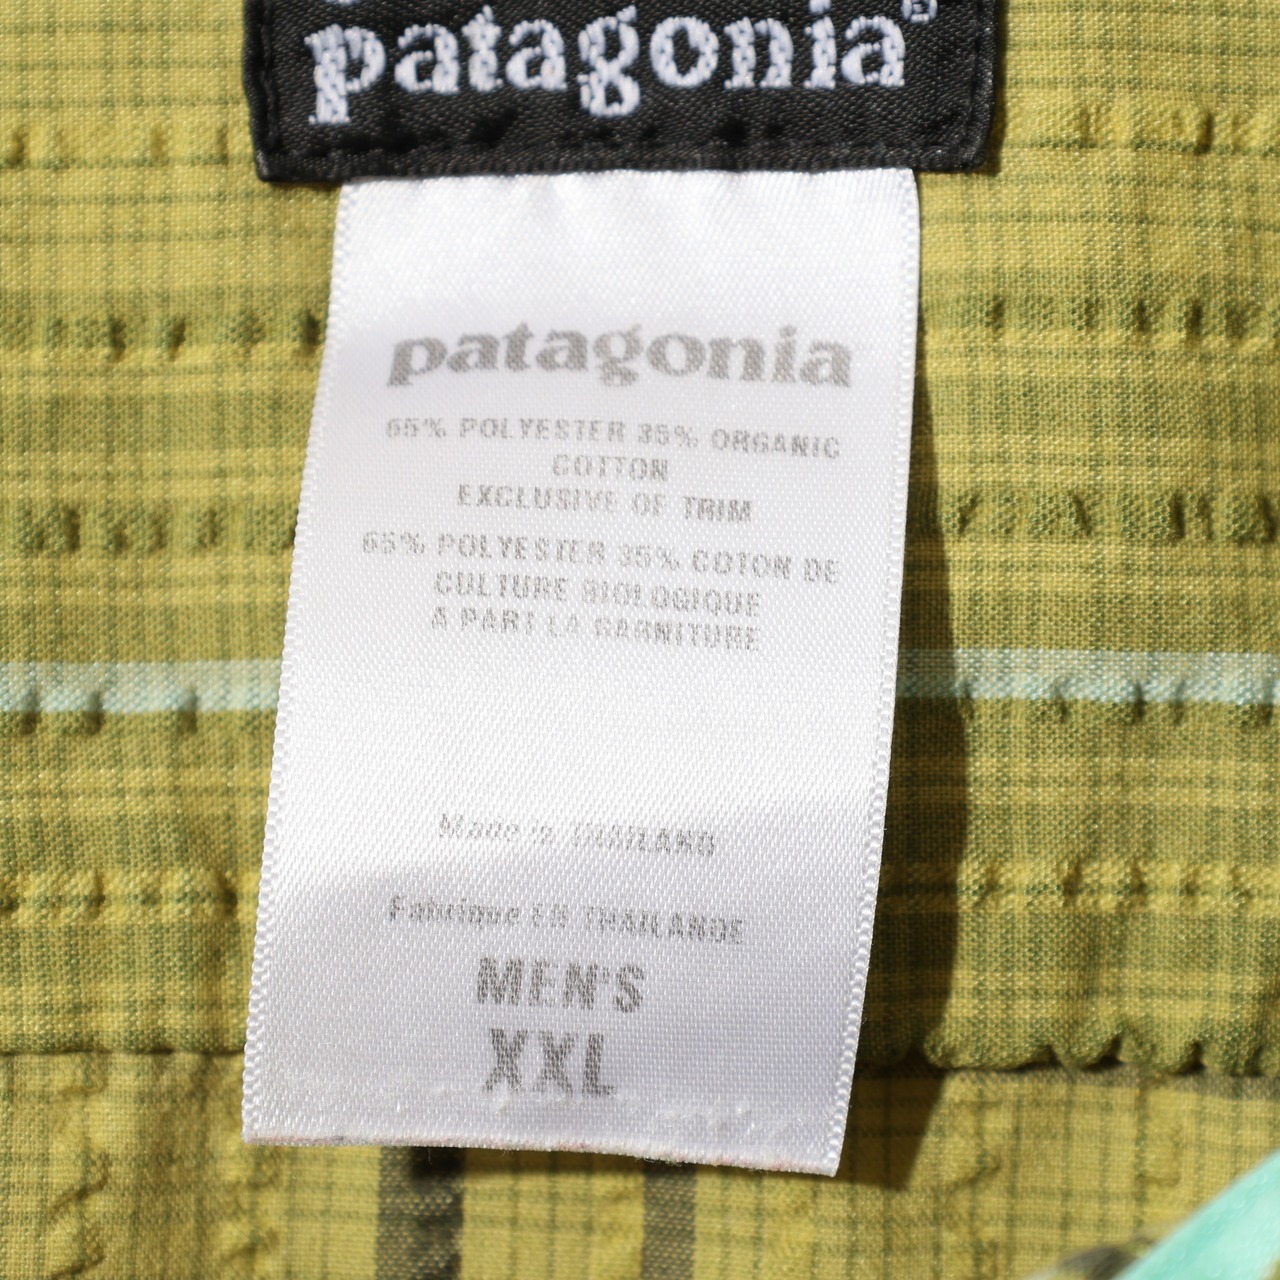 patagonia®
patagonia
65% POLYESTER 35% ORGANIC
COTTON
EXCLUSIVE OF TRIM
65% POLYESTER 35% COTON DE
CULTURE BIOLOGIQUE
A PART LA GARNITURE
Made in THAILAND
Fabrique EN THAILANDE
MEN'S
XXL